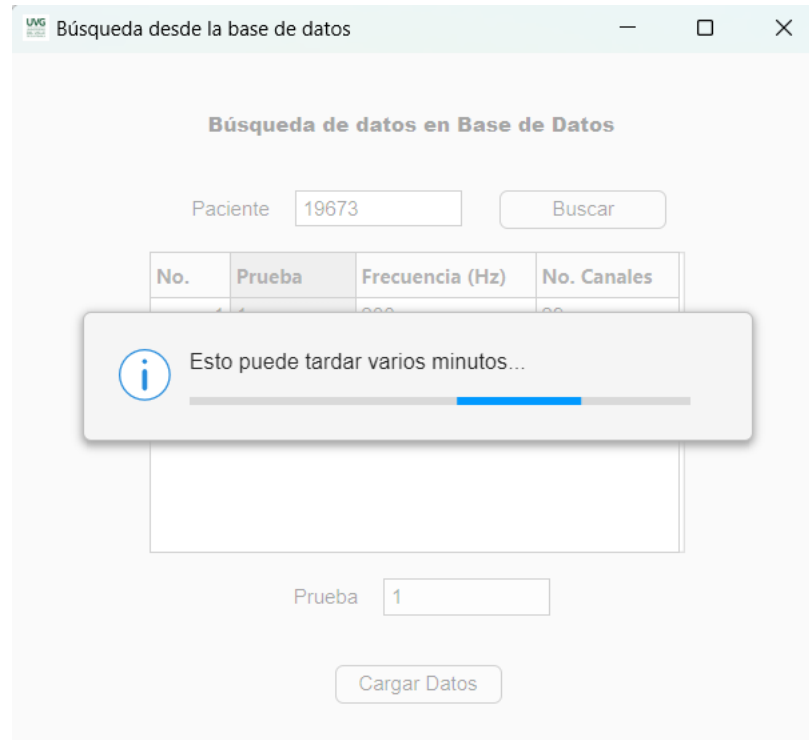 UVG
Búsqueda desde la base de datos
Búsqueda de datos en Base de Datos
Paciente 19673 Buscar
No. Prueba Frecuencia (Hz) No. Canales
Esto puede tardar varios minutos...
Prueba 1
Cargar Datos